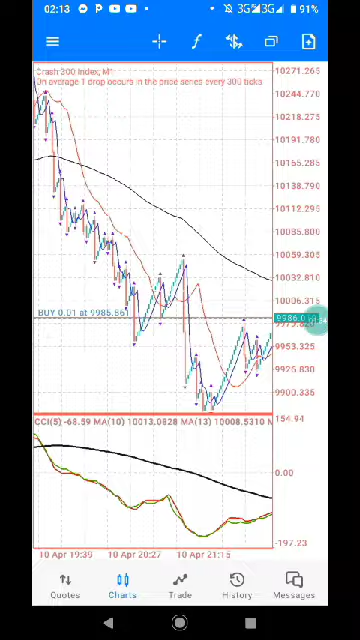 02:13
3G 4G 91%
Crash 300 Index, M1
On average 1 drop occurs in the price series every 300 ticks
10271.265
10244.770
10218.275
10191.780
10165.285
10138.790
10112.295
10085.800
10059.305
10032.810
10006.315
BUY 0.01 at 9985.86
9953.325
9926.830
9900.335
154.94
CCI(5) -68.59 MA(10) 10013.0828 MA(13) 10008.5310 M
0.00
-197.23
10 Apr 19:39 10 Apr 20:27 10 Apr 21:15
Quotes Charts Trade History Messages